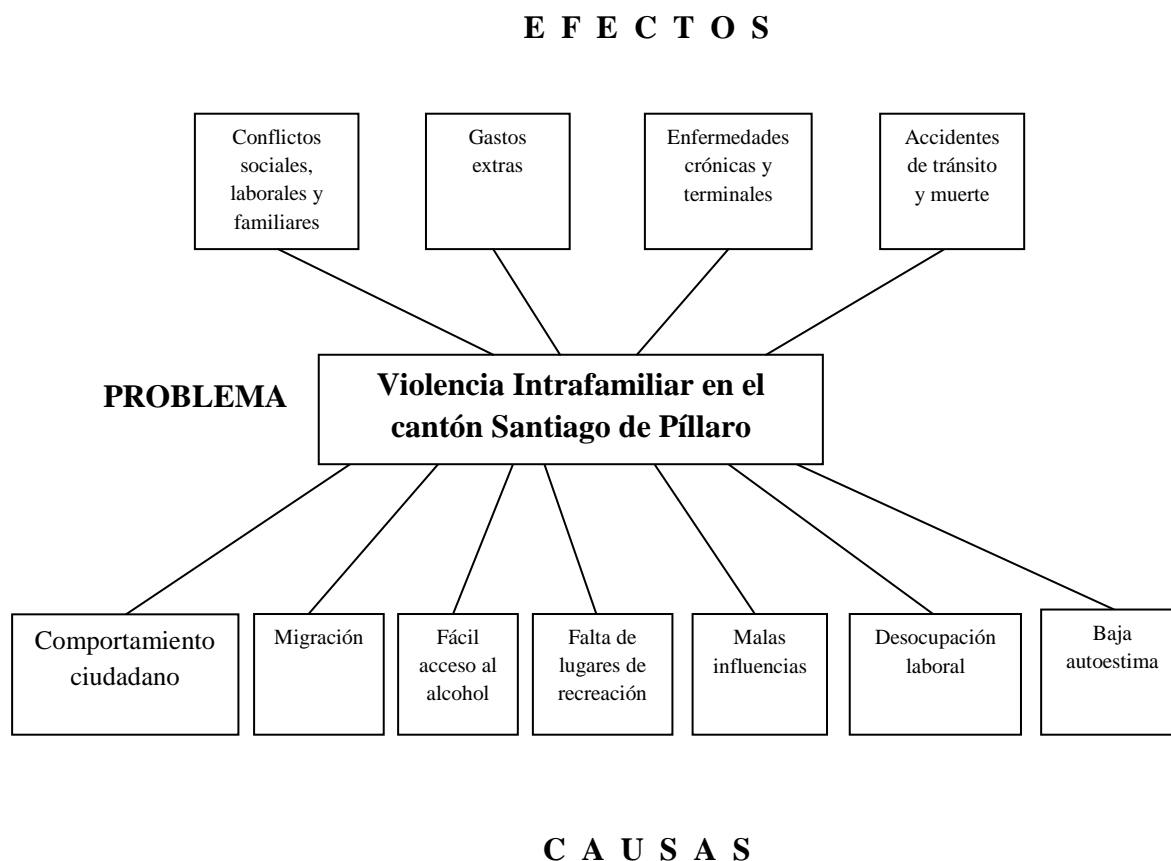 E F E C T O S
Conflictos
sociales,
laborales y
familiares
Gastos
extras
Enfermedades
crónicas y
terminales
Accidentes
de tránsito
y muerte
PROBLEMA
Violencia Intrafamiliar en el
cantón Santiago de Píllaro
Comportamiento
ciudadano
Migración
Fácil
acceso al
alcohol
Falta de
lugares de
recreación
Malas
influencias
Desocupación
laboral
Baja
autoestima
C A U S A S